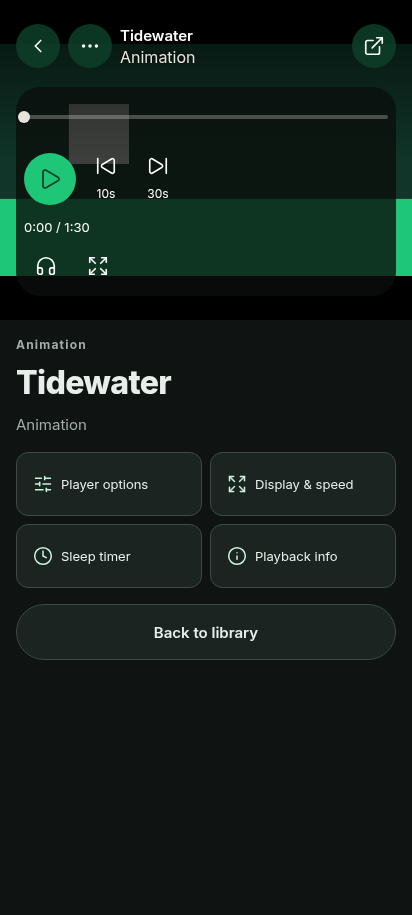 Tidewater
Animation
10s
30s
0:00 / 1:30
Animation
Tidewater
Animation
Player options
Display & speed
Sleep timer
Playback info
Back to library